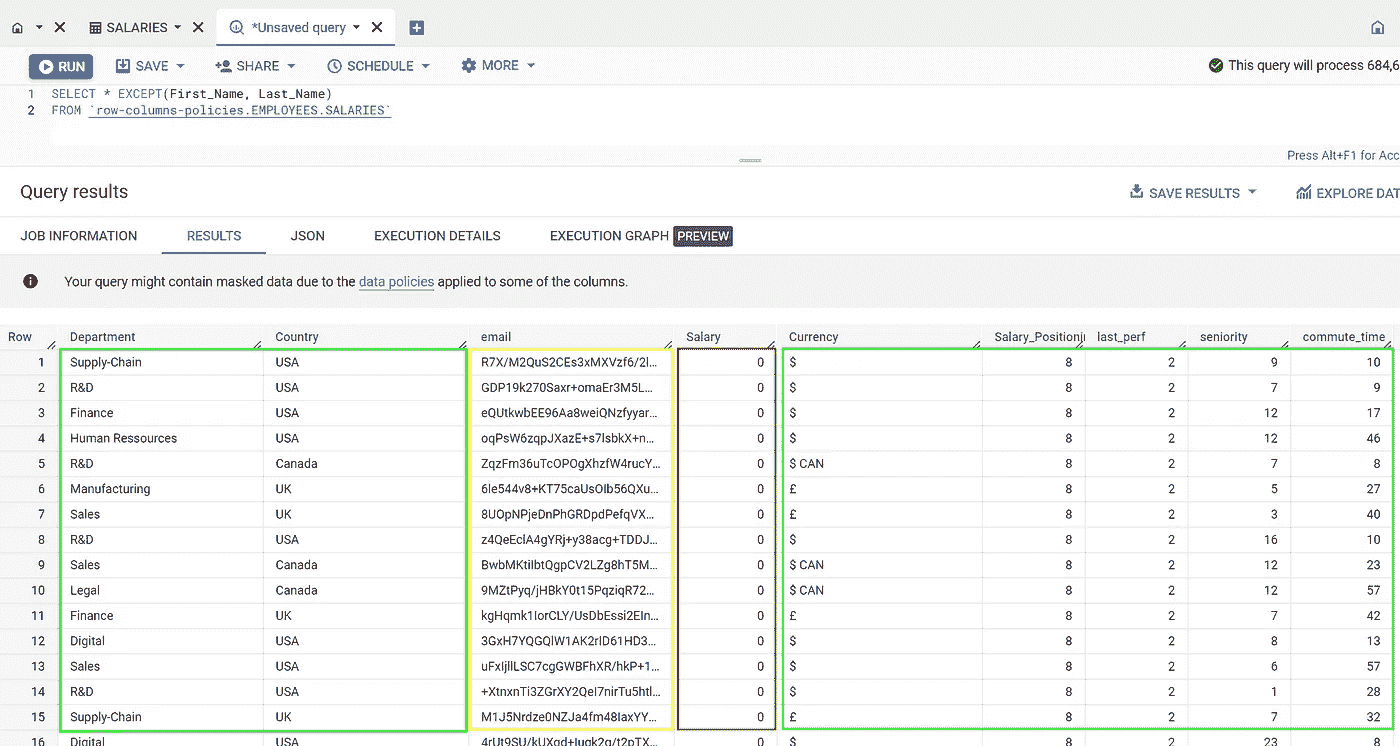 SALARIES *Unsaved query
RUN SAVE SHARE SCHEDULE MORE This query will process 684,6
1 SELECT * EXCEPT(First_Name, Last_Name)
2 FROM `row-columns-policies.EMPLOYEES.SALARIES`
Press Alt+F1 for Acc
Query results SAVE RESULTS EXPLORE DAT
JOB INFORMATION RESULTS JSON EXECUTION DETAILS EXECUTION GRAPH PREVIEW
Your query might contain masked data due to the data policies applied to some of the columns.
Row Department Country email Salary Currency Salary_Positioni last_perf seniority commute_time
1 Supply-Chain USA R7X/M2QuS2CEs3xMXVzf6/2l... 0 $ 8 2 9 10
2 R&D USA GDP19k270Saxr+omaEr3M5L... 0 $ 8 2 7 9
3 Finance USA eQUtkwbEE96Aa8weiQNzfyyar... 0 $ 8 2 12 17
4 Human Ressources USA oqPsW6zqpJXazE+s7lsbkX+n... 0 $ 8 2 12 46
5 R&D Canada ZqzFm36uTcOPOgXhzfW4rucY... 0 $ CAN 8 2 7 8
6 Manufacturing UK 6le544v8+KT75caUsOIb56QXu... 0 £ 8 2 5 27
7 Sales UK 8UOpNPjeDnPhGRDpdPefqVX... 0 £ 8 2 3 40
8 R&D USA z4QeEclA4gYRj+y38acg+TDDJ... 0 $ 8 2 16 10
9 Sales Canada BwbMKtiIbtQgpCV2LZg8hT5M... 0 $ CAN 8 2 12 23
10 Legal Canada 9MZtPyq/jHBkY0t15PqziqR72... 0 $ CAN 8 2 12 57
11 Finance UK kgHqmk1IorCLY/UsDbEssi2EIn... 0 £ 8 2 7 42
12 Digital USA 3GxH7YQGQlW1AK2rID61HD3... 0 $ 8 2 8 13
13 Sales USA uFxIjllLSC7cgGWBFhXR/hkP+1... 0 $ 8 2 6 57
14 R&D USA +XtnxnTi3ZGrXY2QeI7nirTu5htl... 0 $ 8 2 1 28
15 Supply-Chain UK M1J5Nrdze0NZJa4fm48IaxYY... 0 £ 8 2 7 32
16 Digital USA 0 $ 8 2 23 8